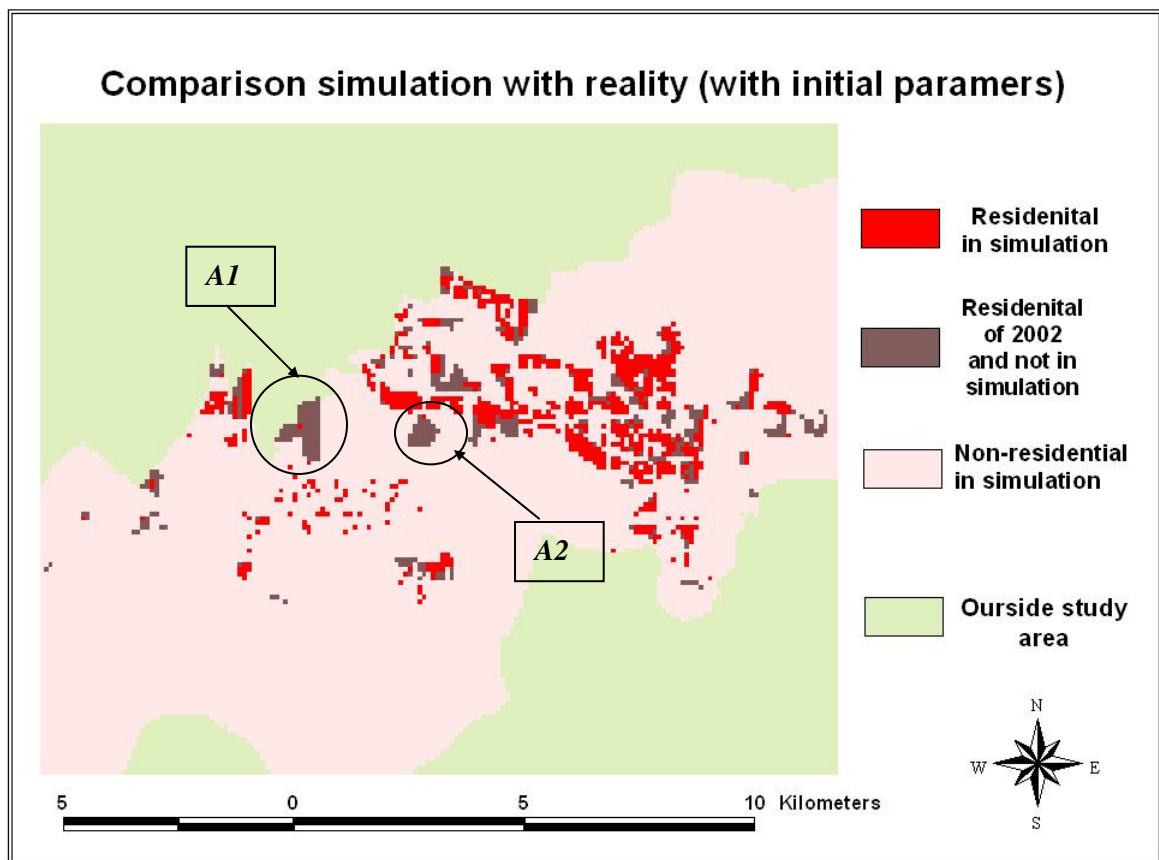 Comparison simulation with reality (with initial paramers)
A1
A2
Residenital
in simulation
Residenital
of 2002
and not in
simulation
Non-residential
in simulation
Ourside study
area
N
W E
S
5 0 5 10 Kilometers